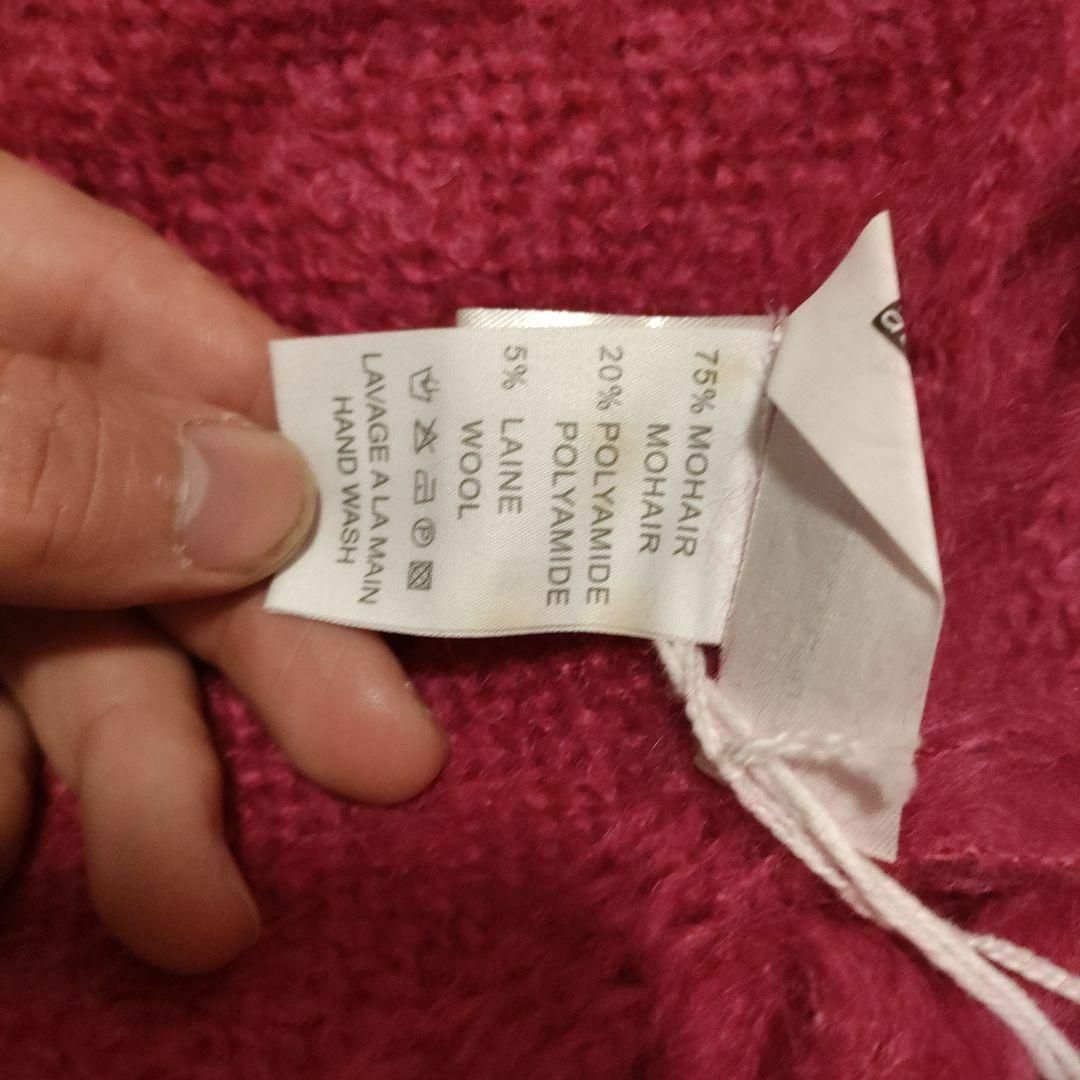 75% MOHAIR
MOHAIR
20% POLYAMIDE
POLYAMIDE
5% LAINE
WOOL
P
LAVAGE A LA MAIN
HAND WASH